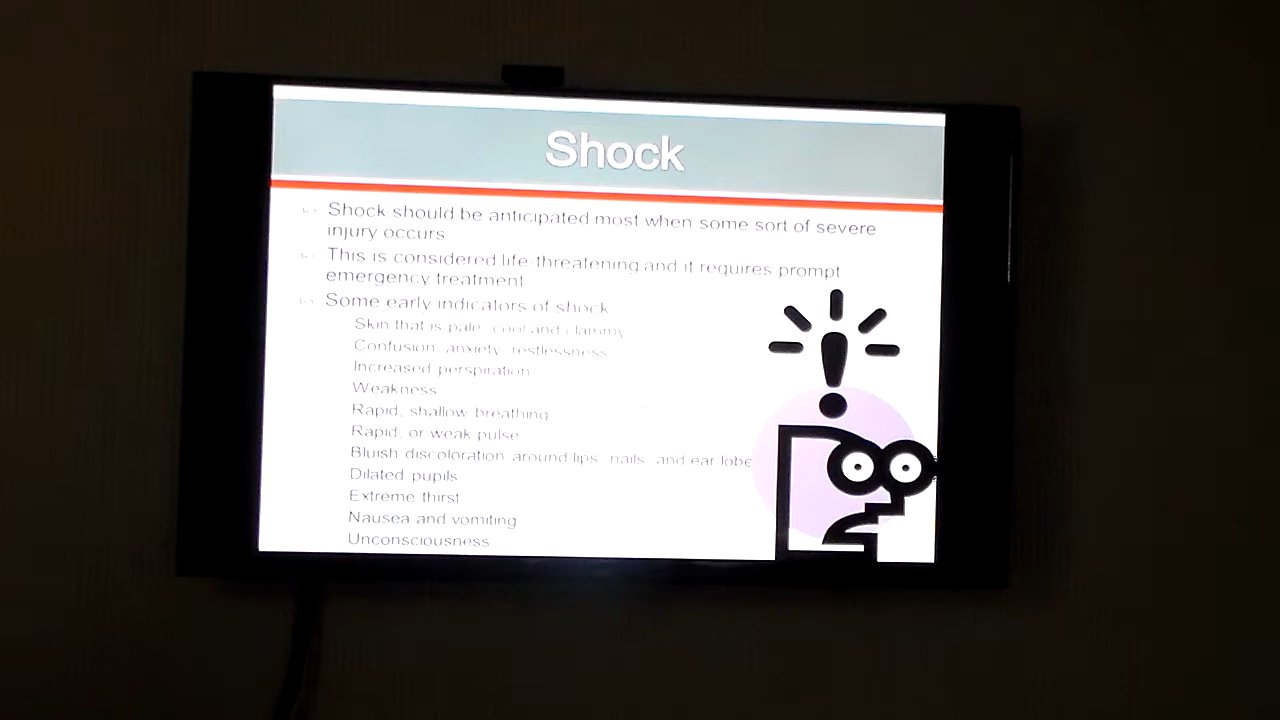 Shock
Shock should be anticipated most when some sort of severe
injury occurs
This is considered life-threatening and it requires prompt
emergency treatment
Some early indicators of shock
Skin that is pale, cool and clammy
Confusion, anxiety, restlessness
Increased perspiration
Weakness
Rapid, shallow breathing
Rapid, or weak pulse
Bluish discoloration around lips, nails, and ear lobe
Dilated pupils
Extreme thirst
Nausea and vomiting
Unconsciousness